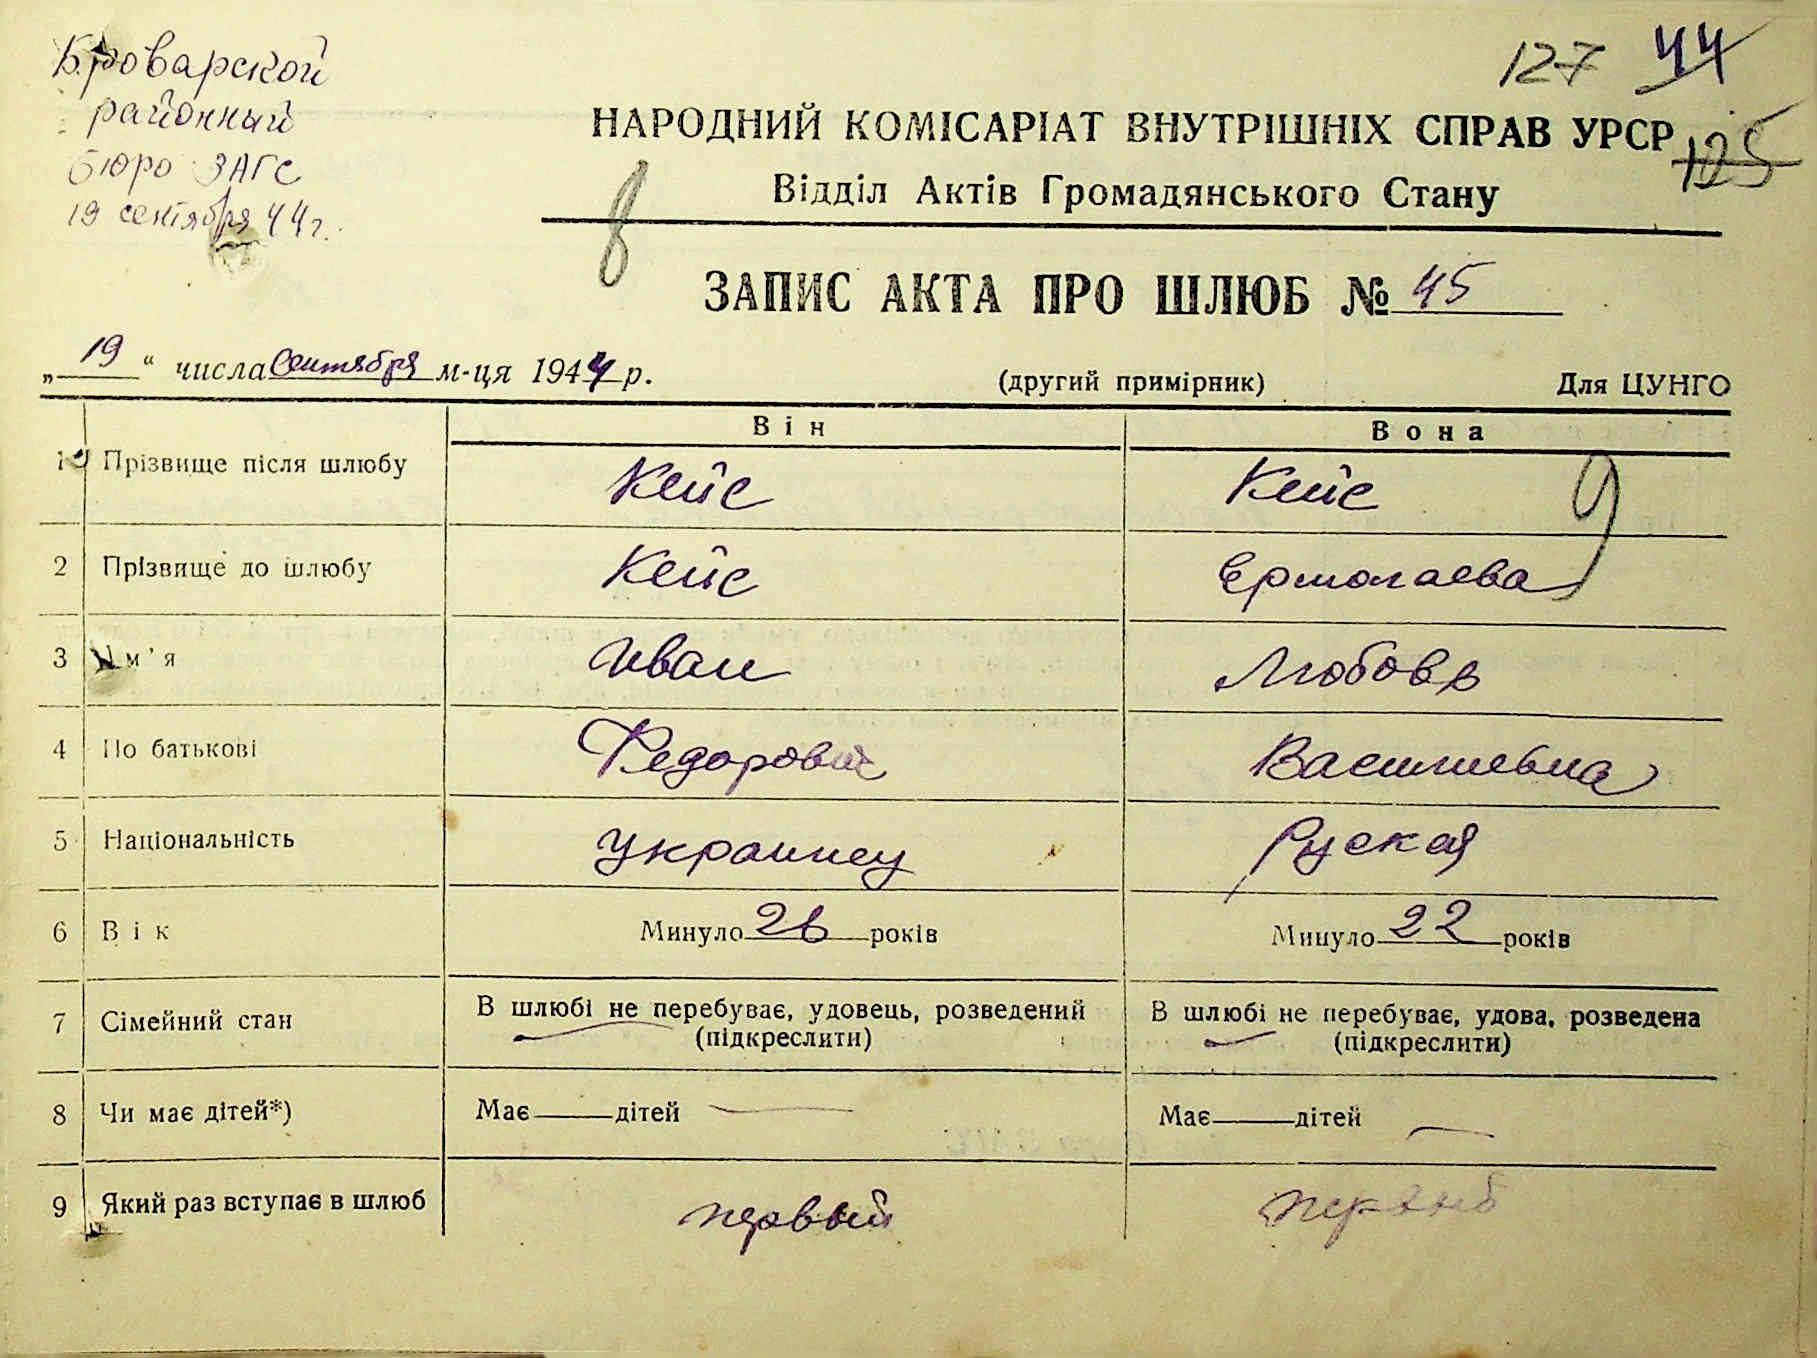 Броварской
районный
бюро ЗАГС
19 сентября 44 г.
127 44
НАРОДНИЙ КОМІСАРІАТ ВНУТРІШНІХ СПРАВ УРСР
125
Відділ Актів Громадянського Стану
8
ЗАПИС АКТА ПРО ШЛЮБ № 45
„19“ числа Сентября м-ця 1944 р. (другий примірник) Для ЦУНГО
Він Вона
1 Прізвище після шлюбу Кейс Кейс
9
2 Прізвище до шлюбу Кейс Ермолаева
3 Ім'я Иван Любовь
4 По батькові Федорович Васильевна
5 Національність Украинец Руская
6 Вік Минуло 26 років Минуло 22 років
7 Сімейний стан В шлюбі не перебуває, удовець, розведений В шлюбі не перебуває, удова, розведена
(підкреслити) (підкреслити)
8 Чи має дітей*) Має дітей — Має дітей —
9 Який раз вступає в шлюб первый